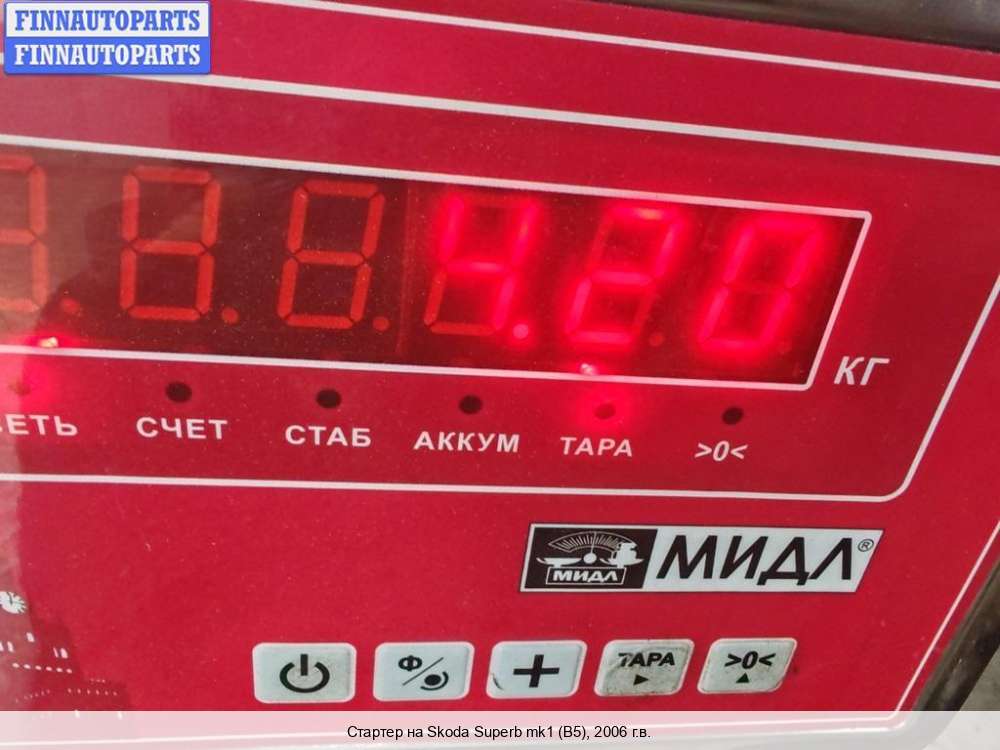 FINNAUTOPARTS
FINNAUTOPARTS
4.20
КГ
СЕТЬ СЧЕТ СТАБ АККУМ ТАРА >0<
МИДЛ МИДЛ®
Ф ТАРА >0<
Стартер на Skoda Superb mk1 (B5), 2006 г.в.